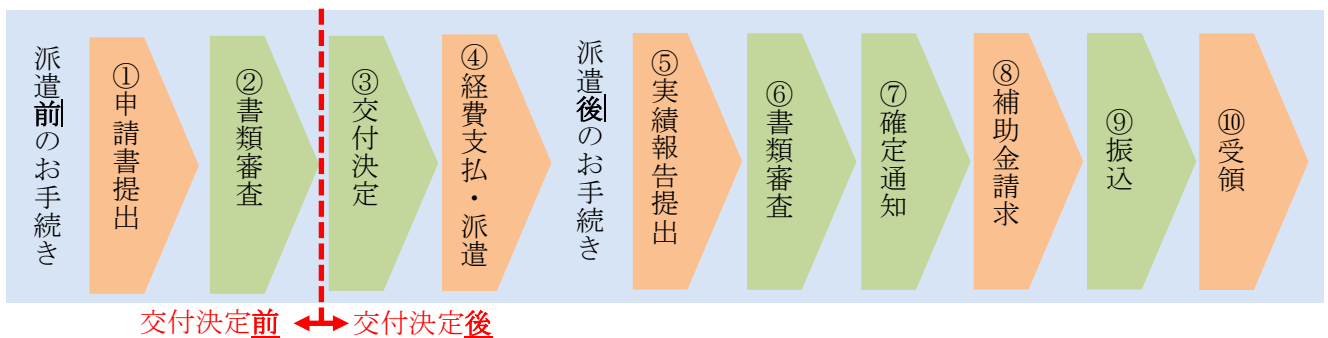 派遣前のお手続き
①申請書提出
②書類審査
③交付決定
④経費支払・派遣
派遣後のお手続き
⑤実績報告提出
⑥書類審査
⑦確定通知
⑧補助金請求
⑨振込
⑩受領
交付決定前
交付決定後